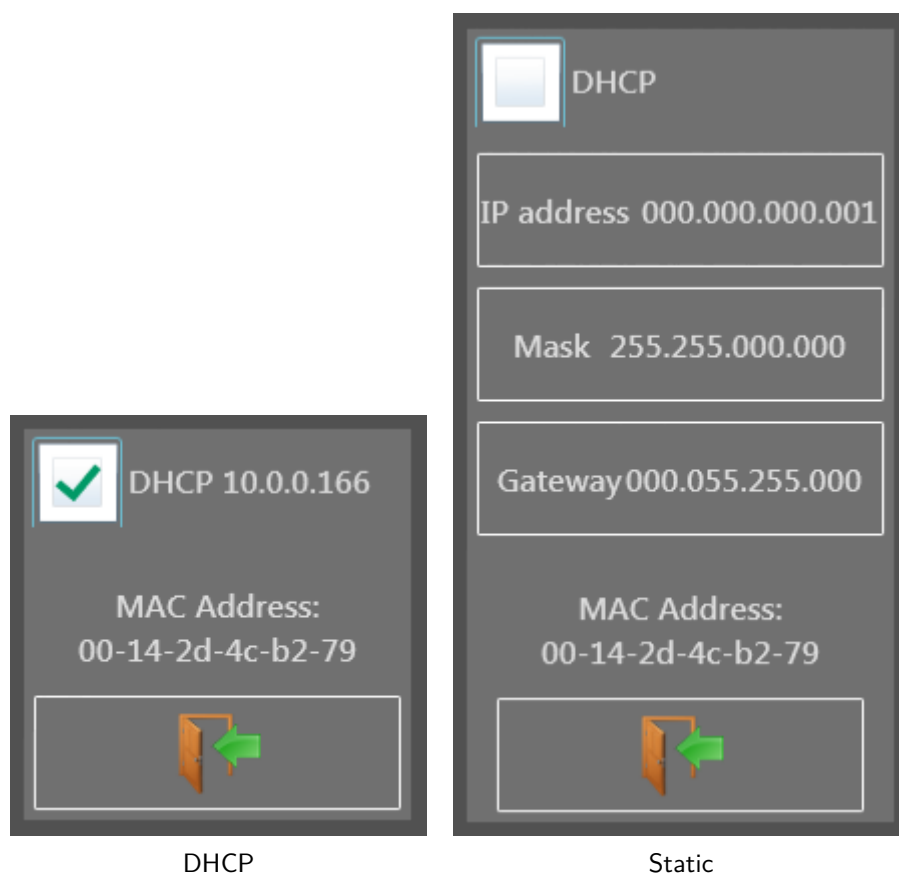 DHCP 10.0.0.166
MAC Address:
00-14-2d-4c-b2-79
DHCP
DHCP
IP address 000.000.000.001
Mask 255.255.000.000
Gateway 000.055.255.000
MAC Address:
00-14-2d-4c-b2-79
Static